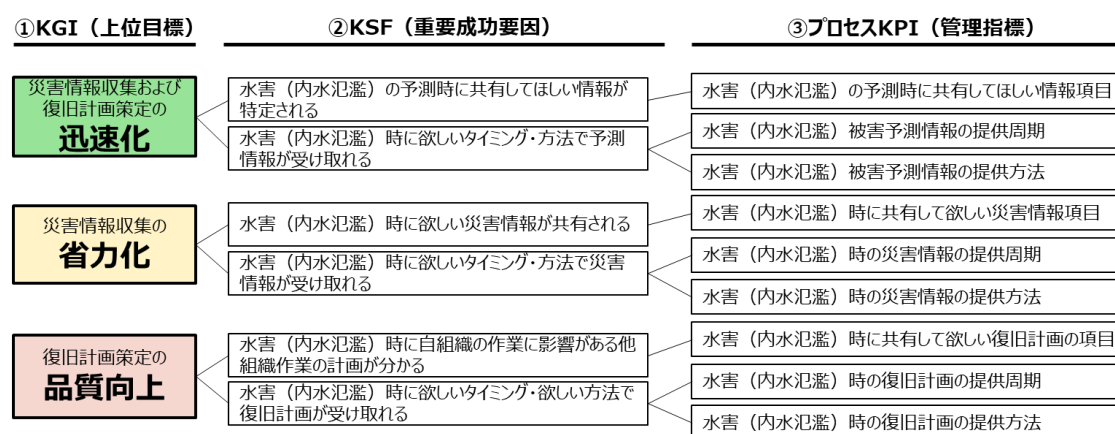 ①KGI（上位目標）
②KSF（重要成功要因）
③プロセスKPI（管理指標）
災害情報収集および
復旧計画策定の
迅速化
水害（内水氾濫）の予測時に共有してほしい情報が
特定される
水害（内水氾濫）時に欲しいタイミング・方法で予測
情報が受け取れる
水害（内水氾濫）の予測時に共有してほしい情報項目
水害（内水氾濫）被害予測情報の提供周期
水害（内水氾濫）被害予測情報の提供方法
災害情報収集の
省力化
水害（内水氾濫）時に欲しい災害情報が共有される
水害（内水氾濫）時に欲しいタイミング・方法で災害
情報が受け取れる
水害（内水氾濫）時に共有して欲しい災害情報項目
水害（内水氾濫）時の災害情報の提供周期
水害（内水氾濫）時の災害情報の提供方法
復旧計画策定の
品質向上
水害（内水氾濫）時に自組織の作業に影響がある他
組織作業の計画が分かる
水害（内水氾濫）時に欲しいタイミング・欲しい方法で
復旧計画が受け取れる
水害（内水氾濫）時に共有して欲しい復旧計画の項目
水害（内水氾濫）時の復旧計画の提供周期
水害（内水氾濫）時の復旧計画の提供方法